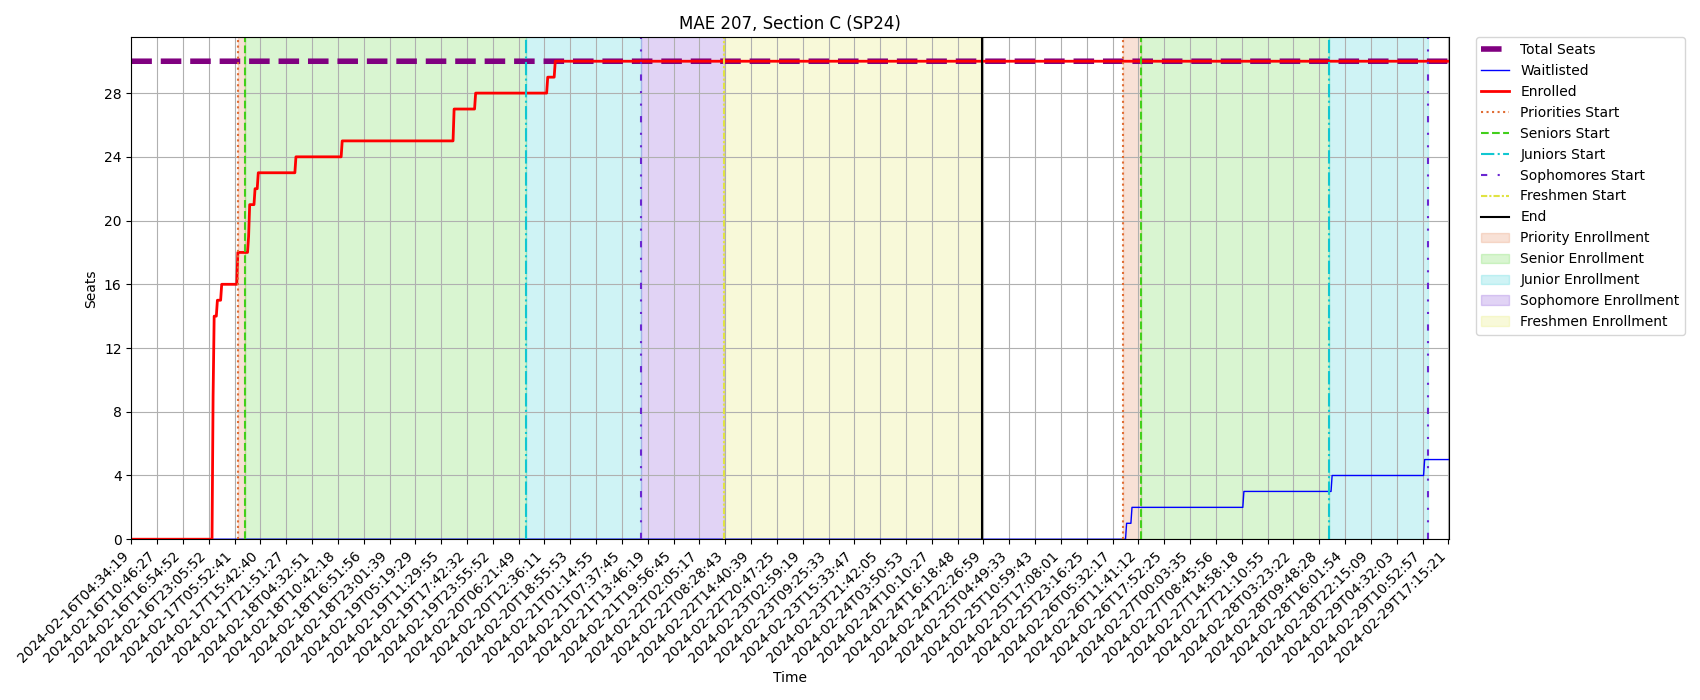 MAE 207, Section C (SP24)
Seats
28
24
20
16
12
8
4
0
2024-02-16T04:34:19
2024-02-16T10:46:27
2024-02-16T16:54:52
2024-02-16T23:05:52
2024-02-17T05:52:41
2024-02-17T15:42:40
2024-02-17T21:51:27
2024-02-18T04:32:51
2024-02-18T10:42:18
2024-02-18T16:51:56
2024-02-18T23:01:39
2024-02-19T05:19:29
2024-02-19T11:29:55
2024-02-19T17:42:32
2024-02-19T23:55:52
2024-02-20T06:21:49
2024-02-20T12:36:11
2024-02-20T18:55:53
2024-02-21T01:14:55
2024-02-21T07:37:45
2024-02-21T13:46:19
2024-02-21T19:56:45
2024-02-22T02:05:17
2024-02-22T08:28:43
2024-02-22T14:40:39
2024-02-22T20:47:25
2024-02-23T02:59:19
2024-02-23T09:25:33
2024-02-23T15:33:47
2024-02-23T21:42:05
2024-02-24T03:50:53
2024-02-24T10:10:27
2024-02-24T16:18:48
2024-02-24T22:26:59
2024-02-25T04:49:33
2024-02-25T10:59:43
2024-02-25T17:08:01
2024-02-25T23:16:25
2024-02-26T05:32:17
2024-02-26T11:41:12
2024-02-26T17:52:25
2024-02-27T00:03:35
2024-02-27T08:45:56
2024-02-27T14:58:18
2024-02-27T21:10:55
2024-02-28T03:23:22
2024-02-28T09:48:28
2024-02-28T16:01:54
2024-02-28T22:15:09
2024-02-29T04:32:03
2024-02-29T10:52:57
2024-02-29T17:15:21
Time
Total Seats
Waitlisted
Enrolled
Priorities Start
Seniors Start
Juniors Start
Sophomores Start
Freshmen Start
End
Priority Enrollment
Senior Enrollment
Junior Enrollment
Sophomore Enrollment
Freshmen Enrollment